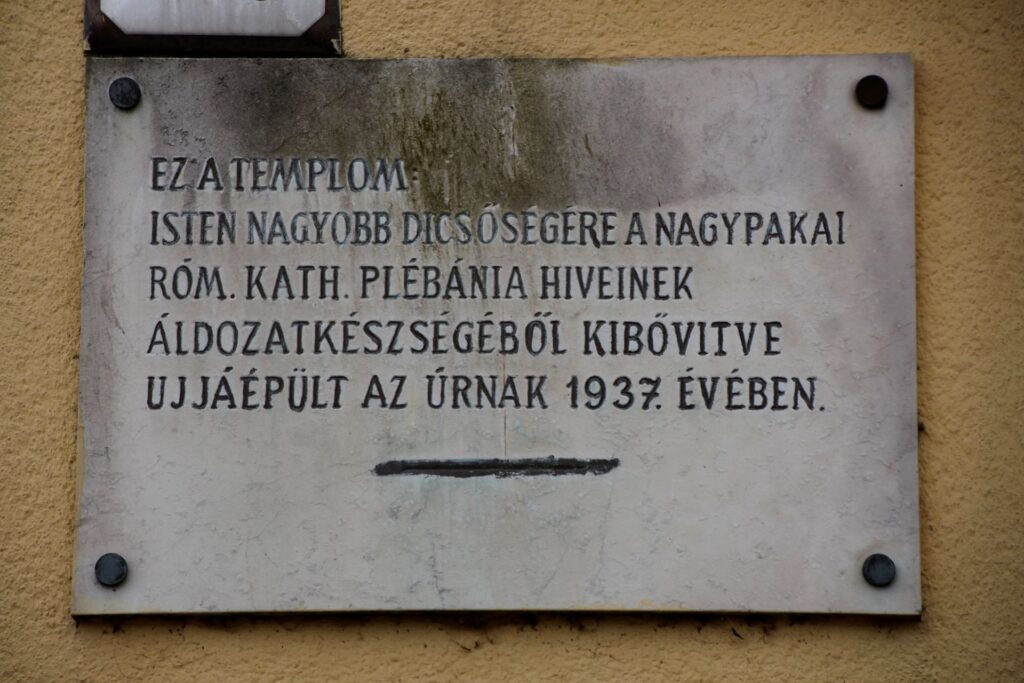 EZ A TEMPLOM
ISTEN NAGYOBB DICSŐSÉGÉRE A NAGYPAKAI
RÓM. KATH. PLÉBÁNIA HIVEINEK
ÁLDOZATKÉSZSÉGÉBŐL KIBŐVITVE
UJJÁÉPÜLT AZ ÚRNAK 1937. ÉVÉBEN.